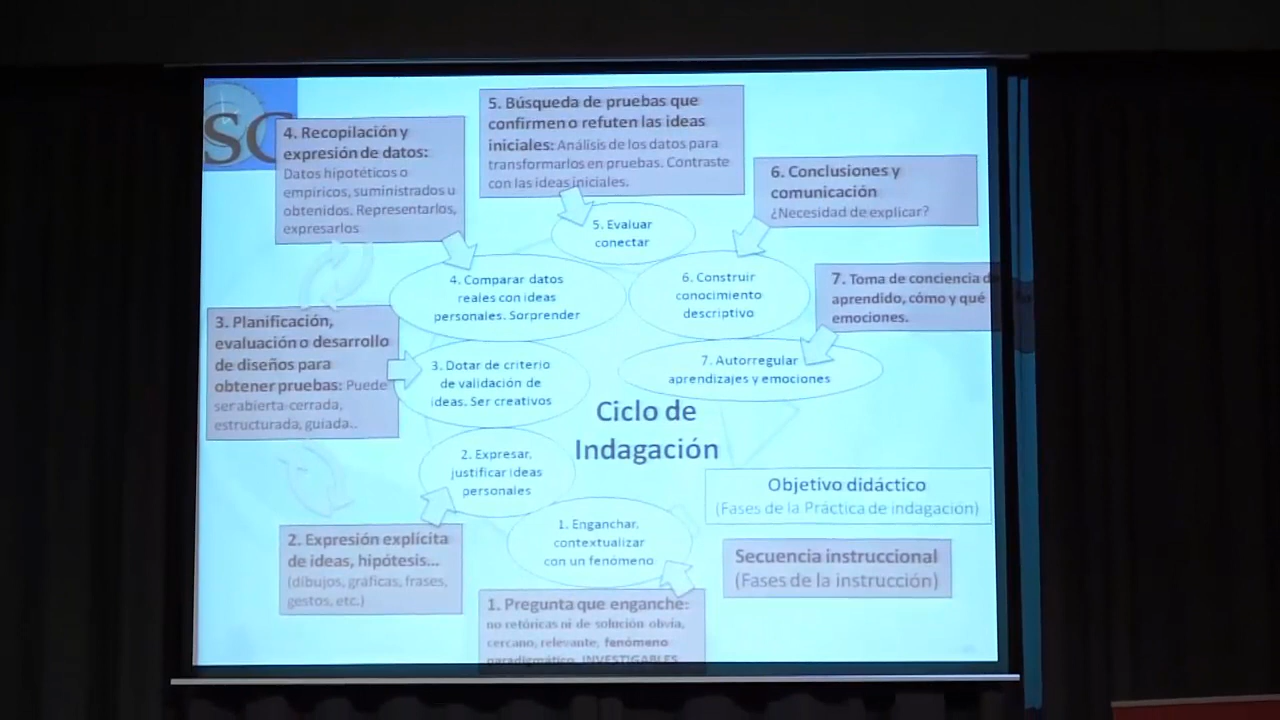 SC
4. Recopilación y
expresión de datos:
Datos hipotéticos o
empíricos, suministrados u
obtenidos. Representarlos,
expresarlos
5. Búsqueda de pruebas que
confirmen o refuten las ideas
iniciales: Análisis de los datos para
transformarlos en pruebas. Contraste
con las ideas iniciales.
6. Conclusiones y
comunicación
¿Necesidad de explicar?
7. Toma de conciencia de
aprendido, cómo y qué
emociones.
3. Planificación,
evaluación o desarrollo
de diseños para
obtener pruebas: Puede
ser abierta cerrada,
estructurada, guiada..
2. Expresión explícita
de ideas, hipótesis...
(dibujos, gráficas, frases,
gestos, etc.)
1. Pregunta que enganche:
no retóricas ni de solución obvia,
cercano, relevante, fenómeno
paradigmático. INVESTIGABLES
5. Evaluar
conectar
4. Comparar datos
reales con ideas
personales. Sorprender
6. Construir
conocimiento
descriptivo
3. Dotar de criterio
de validación de
ideas. Ser creativos
7. Autorregular
aprendizajes y emociones
2. Expresar,
justificar ideas
personales
1. Enganchar,
contextualizar
con un fenómeno
Ciclo de
Indagación
Objetivo didáctico
(Fases de la Práctica de indagación)
Secuencia instruccional
(Fases de la instrucción)